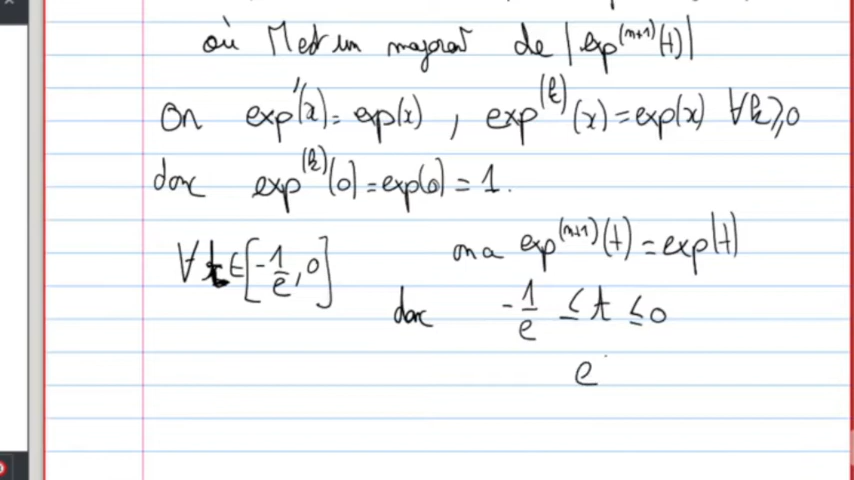 où M est un majorant de |exp^(n+1)(t)|
On exp'(x) = exp(x) , exp^(k)(x) = exp(x) ∀k ≥ 0
donc exp^(k)(0) = exp(0) = 1.
∀t ∈ [-1/e, 0] on a exp^(n+1)(t) = exp(t)
donc -1/e ≤ t ≤ 0
e